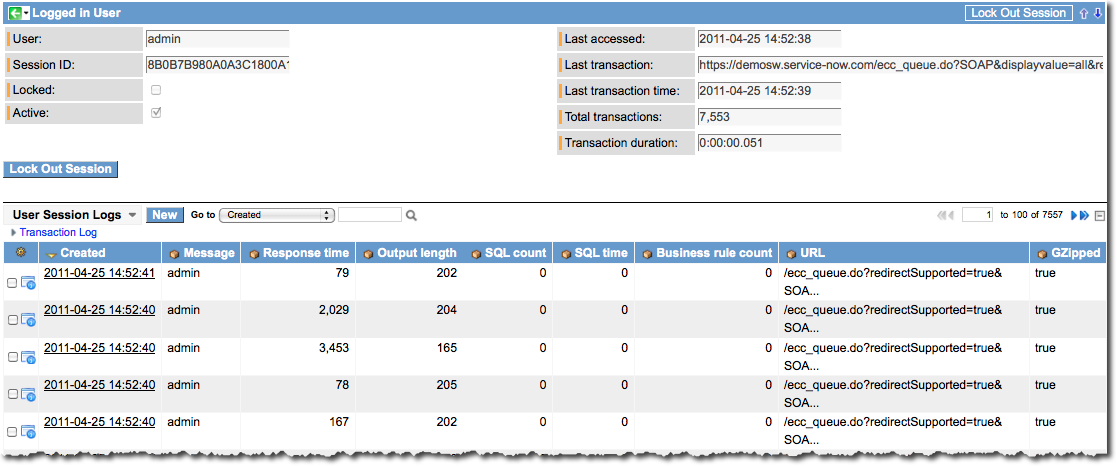 Logged in User Lock Out Session
User: admin Last accessed: 2011-04-25 14:52:38
Session ID: 8B0B7B980A0A3C1800A1 Last transaction: https://demosw.service-now.com/ecc_queue.do?SOAP&displayvalue=all&re
Locked: Last transaction time: 2011-04-25 14:52:39
Active: Total transactions: 7,553
Transaction duration: 0:00:00.051
Lock Out Session
User Session Logs New Go to Created 1 to 100 of 7557
Transaction Log
Created Message Response time Output length SQL count SQL time Business rule count URL GZipped
2011-04-25 14:52:41 admin 79 202 0 0 0 /ecc_queue.do?redirectSupported=true& true
SOA...
2011-04-25 14:52:40 admin 2,029 204 0 0 0 /ecc_queue.do?redirectSupported=true& true
SOA...
2011-04-25 14:52:40 admin 3,453 165 0 0 0 /ecc_queue.do?redirectSupported=true& true
SOA...
2011-04-25 14:52:40 admin 78 205 0 0 0 /ecc_queue.do?redirectSupported=true& true
SOA...
2011-04-25 14:52:40 admin 167 202 0 0 0 /ecc_queue.do?redirectSupported=true& true
SOA...